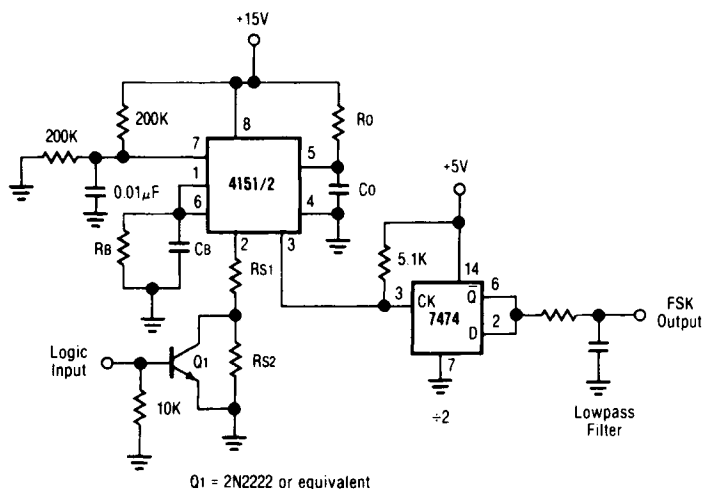 +15V
200K
200K
8
RO
7
5
1
4151/2
0.01μF
6
4
CO
2
3
RB
CB
+5V
RS1
5.1K
14
3
CK
Q̅
6
7474
D
2
FSK
Output
Logic
Input
Q1
RS2
7
10K
÷2
Lowpass
Filter
Q1 = 2N2222 or equivalent